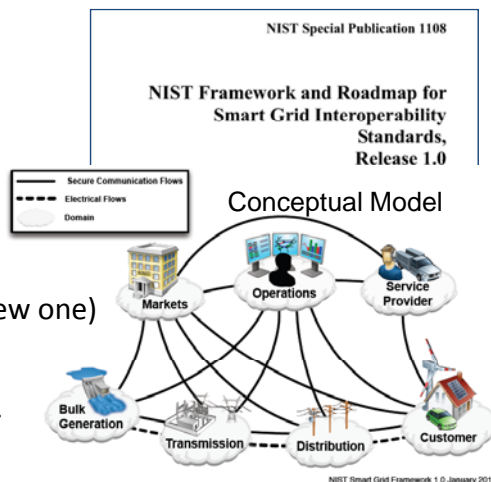 NIST Special Publication 1108
NIST Framework and Roadmap for
Smart Grid Interoperability
Standards,
Release 1.0
Secure Communication Flows
Electrical Flows
Domain
Conceptual Model
Markets
Operations
Service
Provider
ew one)
Bulk
Generation
Transmission
Distribution
Customer
NIST Smart Grid Framework 1.0 January 201